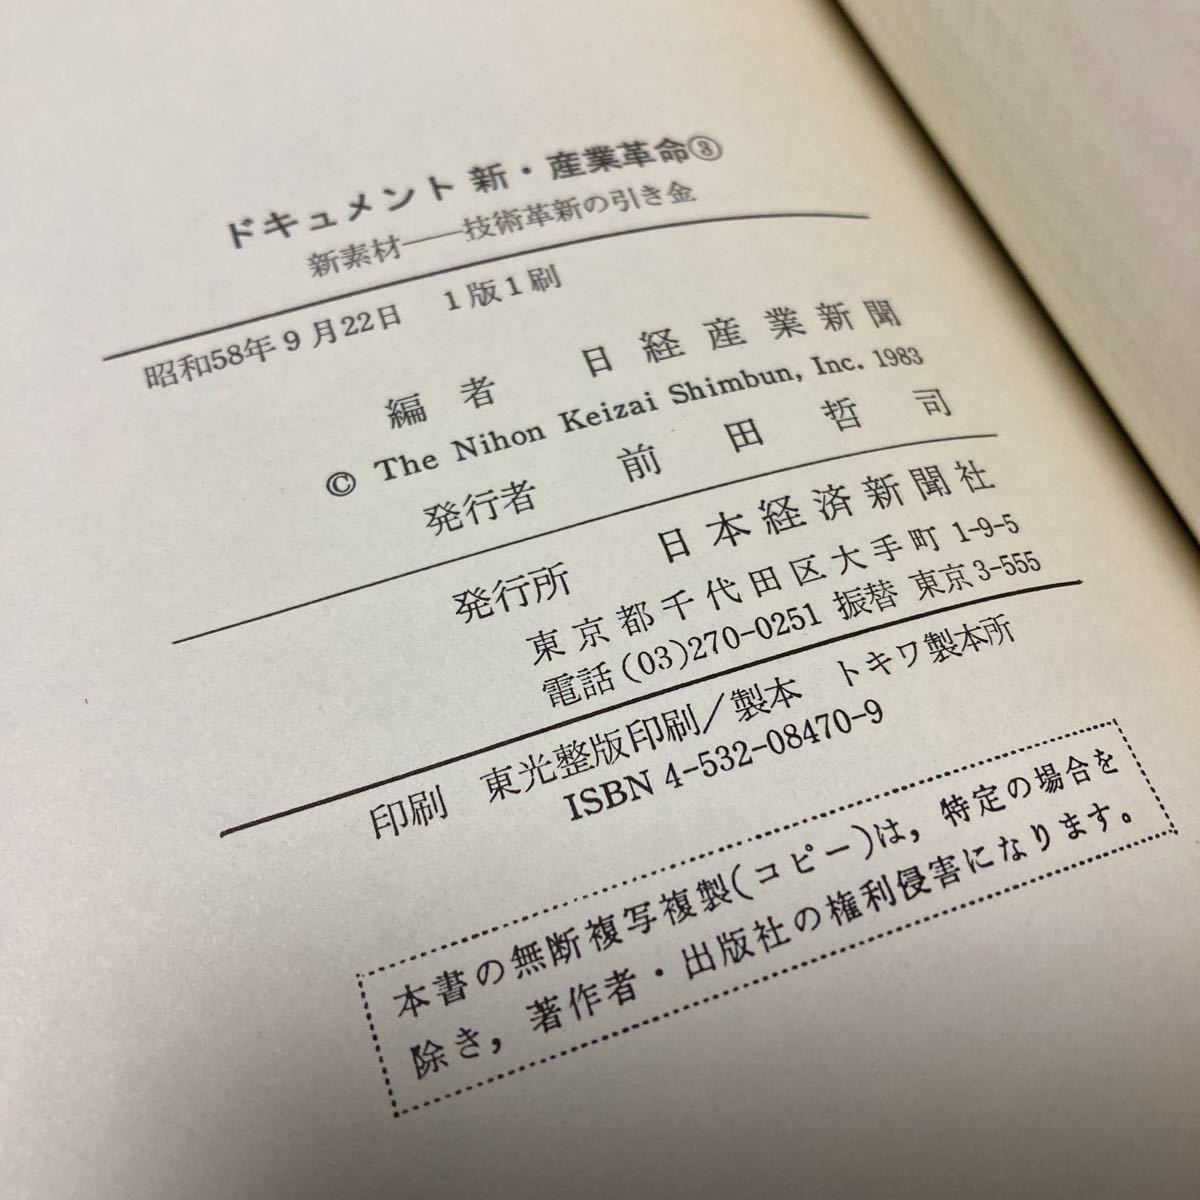 ドキュメント 新・産業革命③
新素材――技術革新の引き金
昭和58年9月22日　1版1刷
編者　日経産業新聞
© The Nihon Keizai Shimbun, Inc. 1983
発行者　前田哲司
発行所　日本経済新聞社
東京都千代田区大手町 1-9-5
電話(03)270-0251 振替 東京3-555
印刷　東光整版印刷／製本　トキワ製本所
ISBN 4-532-08470-9
本書の無断複写複製(コピー)は，特定の場合を
除き，著作者・出版社の権利侵害になります。